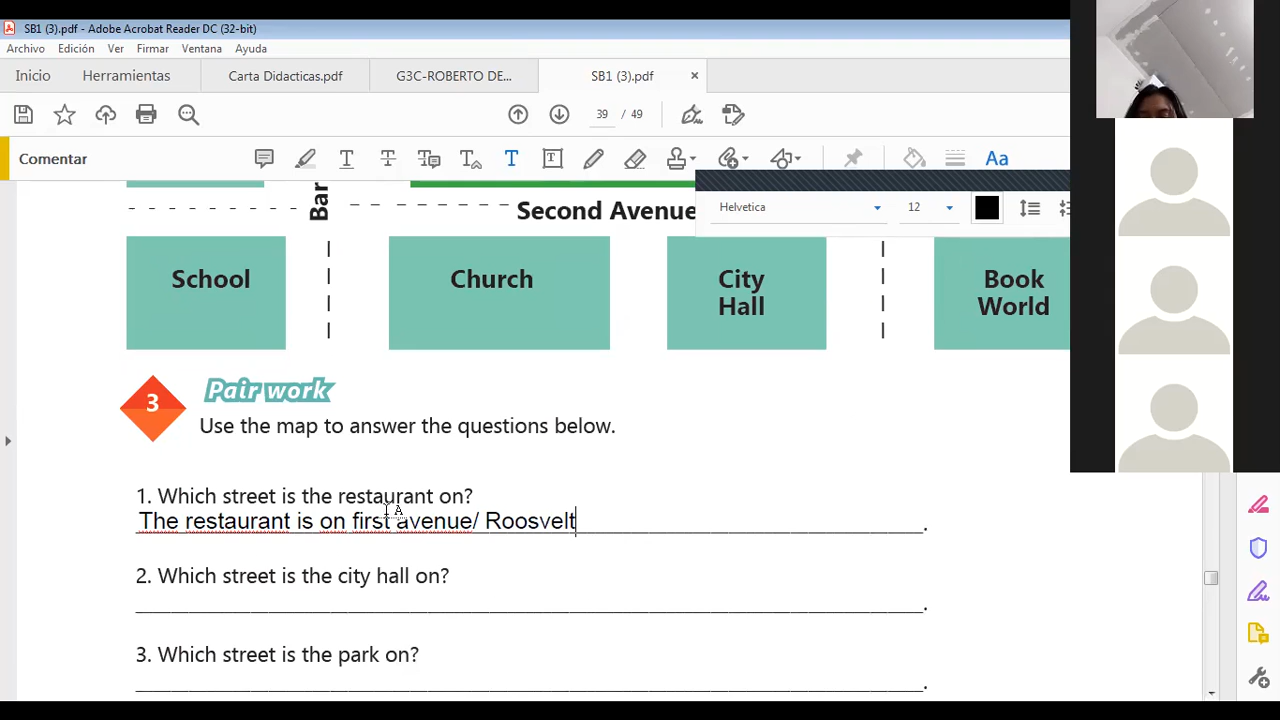 SB1 (3).pdf - Adobe Acrobat Reader DC (32-bit)
Archivo Edición Ver Firmar Ventana Ayuda
Inicio Herramientas Carta Didacticas.pdf G3C-ROBERTO DE... SB1 (3).pdf ×
39 / 49
Comentar
Aa
Helvetica 12
Bar
Second Avenue
School
Church
City
Hall
Book
World
3
Pair work
Use the map to answer the questions below.
1. Which street is the restaurant on?
The restaurant is on first avenue/ Roosvelt
2. Which street is the city hall on?
3. Which street is the park on?